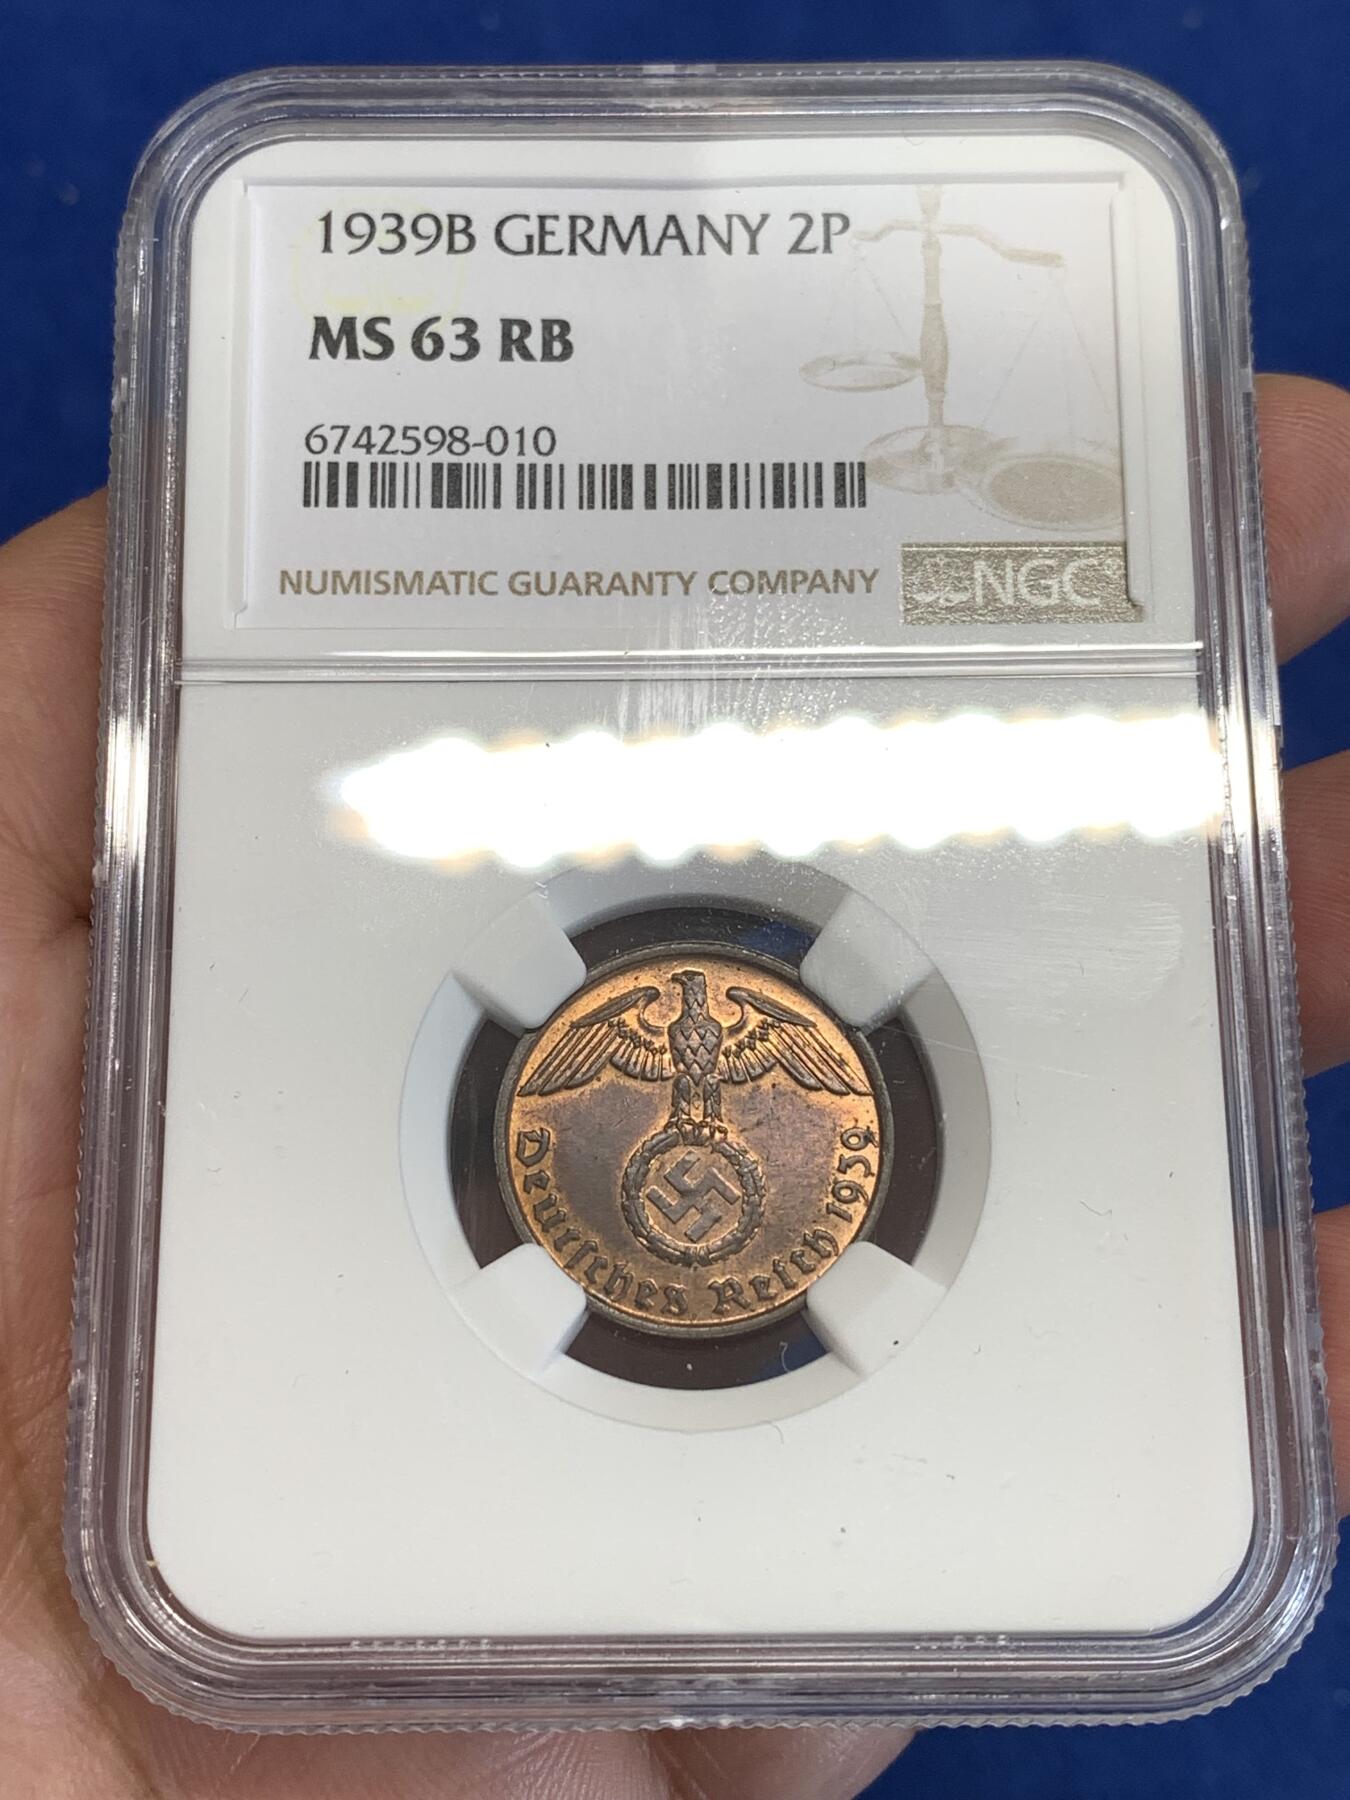 1939B GERMANY 2P
MS 63 RB
6742598-010
NUMISMATIC GUARANTY COMPANY
NGC
Deutsches Reich 1939